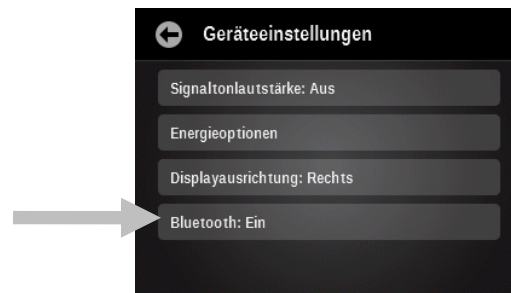 Geräteeinstellungen
Signaltonlautstärke: Aus
Energieoptionen
Displayausrichtung: Rechts
Bluetooth: Ein